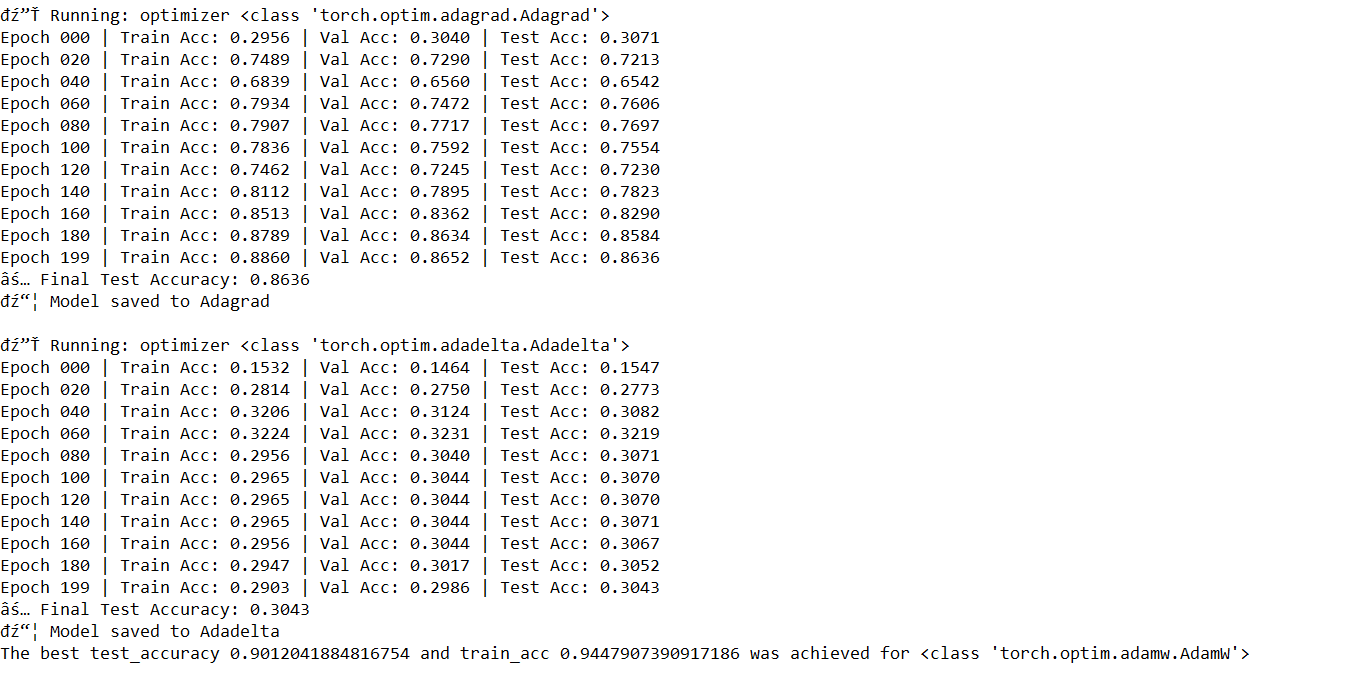 đź”Ť Running: optimizer <class 'torch.optim.adagrad.Adagrad'>
Epoch 000 | Train Acc: 0.2956 | Val Acc: 0.3040 | Test Acc: 0.3071
Epoch 020 | Train Acc: 0.7489 | Val Acc: 0.7290 | Test Acc: 0.7213
Epoch 040 | Train Acc: 0.6839 | Val Acc: 0.6560 | Test Acc: 0.6542
Epoch 060 | Train Acc: 0.7934 | Val Acc: 0.7472 | Test Acc: 0.7606
Epoch 080 | Train Acc: 0.7907 | Val Acc: 0.7717 | Test Acc: 0.7697
Epoch 100 | Train Acc: 0.7836 | Val Acc: 0.7592 | Test Acc: 0.7554
Epoch 120 | Train Acc: 0.7462 | Val Acc: 0.7245 | Test Acc: 0.7230
Epoch 140 | Train Acc: 0.8112 | Val Acc: 0.7895 | Test Acc: 0.7823
Epoch 160 | Train Acc: 0.8513 | Val Acc: 0.8362 | Test Acc: 0.8290
Epoch 180 | Train Acc: 0.8789 | Val Acc: 0.8634 | Test Acc: 0.8584
Epoch 199 | Train Acc: 0.8860 | Val Acc: 0.8652 | Test Acc: 0.8636
âś… Final Test Accuracy: 0.8636
đź“¦ Model saved to Adagrad
đź”Ť Running: optimizer <class 'torch.optim.adadelta.Adadelta'>
Epoch 000 | Train Acc: 0.1532 | Val Acc: 0.1464 | Test Acc: 0.1547
Epoch 020 | Train Acc: 0.2814 | Val Acc: 0.2750 | Test Acc: 0.2773
Epoch 040 | Train Acc: 0.3206 | Val Acc: 0.3124 | Test Acc: 0.3082
Epoch 060 | Train Acc: 0.3224 | Val Acc: 0.3231 | Test Acc: 0.3219
Epoch 080 | Train Acc: 0.2956 | Val Acc: 0.3040 | Test Acc: 0.3071
Epoch 100 | Train Acc: 0.2965 | Val Acc: 0.3044 | Test Acc: 0.3070
Epoch 120 | Train Acc: 0.2965 | Val Acc: 0.3044 | Test Acc: 0.3070
Epoch 140 | Train Acc: 0.2965 | Val Acc: 0.3044 | Test Acc: 0.3071
Epoch 160 | Train Acc: 0.2956 | Val Acc: 0.3044 | Test Acc: 0.3067
Epoch 180 | Train Acc: 0.2947 | Val Acc: 0.3017 | Test Acc: 0.3052
Epoch 199 | Train Acc: 0.2903 | Val Acc: 0.2986 | Test Acc: 0.3043
âś… Final Test Accuracy: 0.3043
đź“¦ Model saved to Adadelta
The best test_accuracy 0.9012041884816754 and train_acc 0.9447907390917186 was achieved for <class 'torch.optim.adamw.AdamW'>